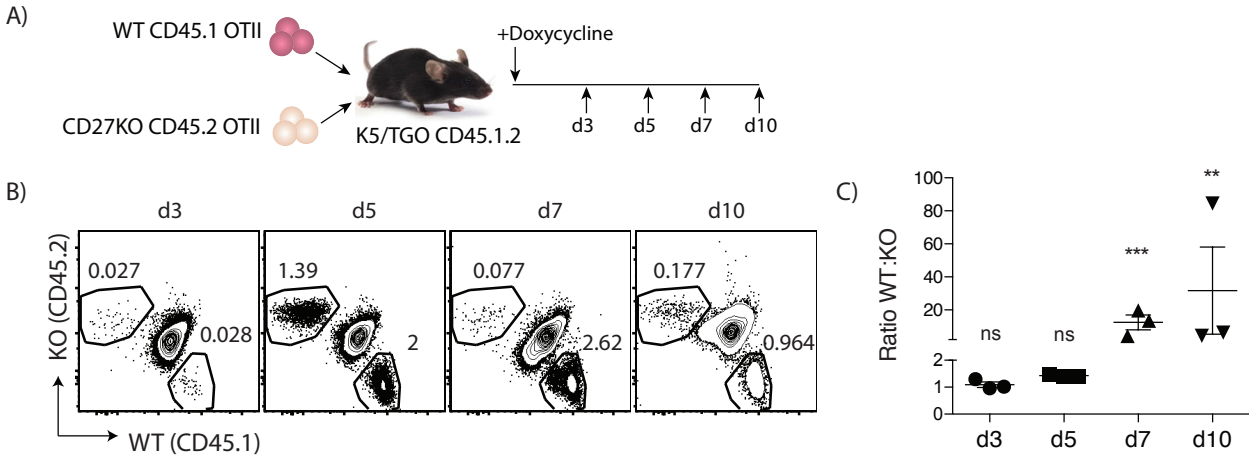 A)
WT CD45.1 OTII
CD27KO CD45.2 OTII
K5/TGO CD45.1.2
+Doxycycline
d3 d5 d7 d10
B)
d3 d5 d7 d10
KO (CD45.2)
0.027 1.39 0.077 0.177
0.028 2 2.62 0.964
WT (CD45.1)
C)
Ratio WT:KO
100
80
60
40
20
2
1
0
ns ns *** **
d3 d5 d7 d10